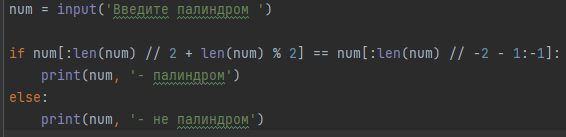 num = input('Введите палиндром ')
if num[:len(num) // 2 + len(num) % 2] == num[:len(num) // -2 - 1:-1]:
    print(num, '- палиндром')
else:
    print(num, '- не палиндром')